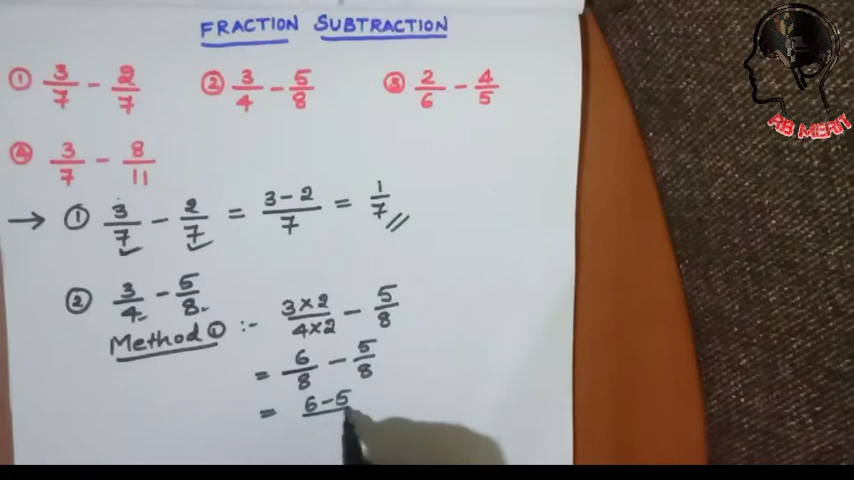 FRACTION SUBTRACTION
① 3/7 - 2/7 ② 3/4 - 5/8 ③ 2/6 - 4/5
④ 3/7 - 8/11
→ ① 3/7 - 2/7 = (3-2)/7 = 1/7 //
② 3/4 - 5/8
Method ① :- (3×2)/(4×2) - 5/8
= 6/8 - 5/8
= 6-5
RB MERIT